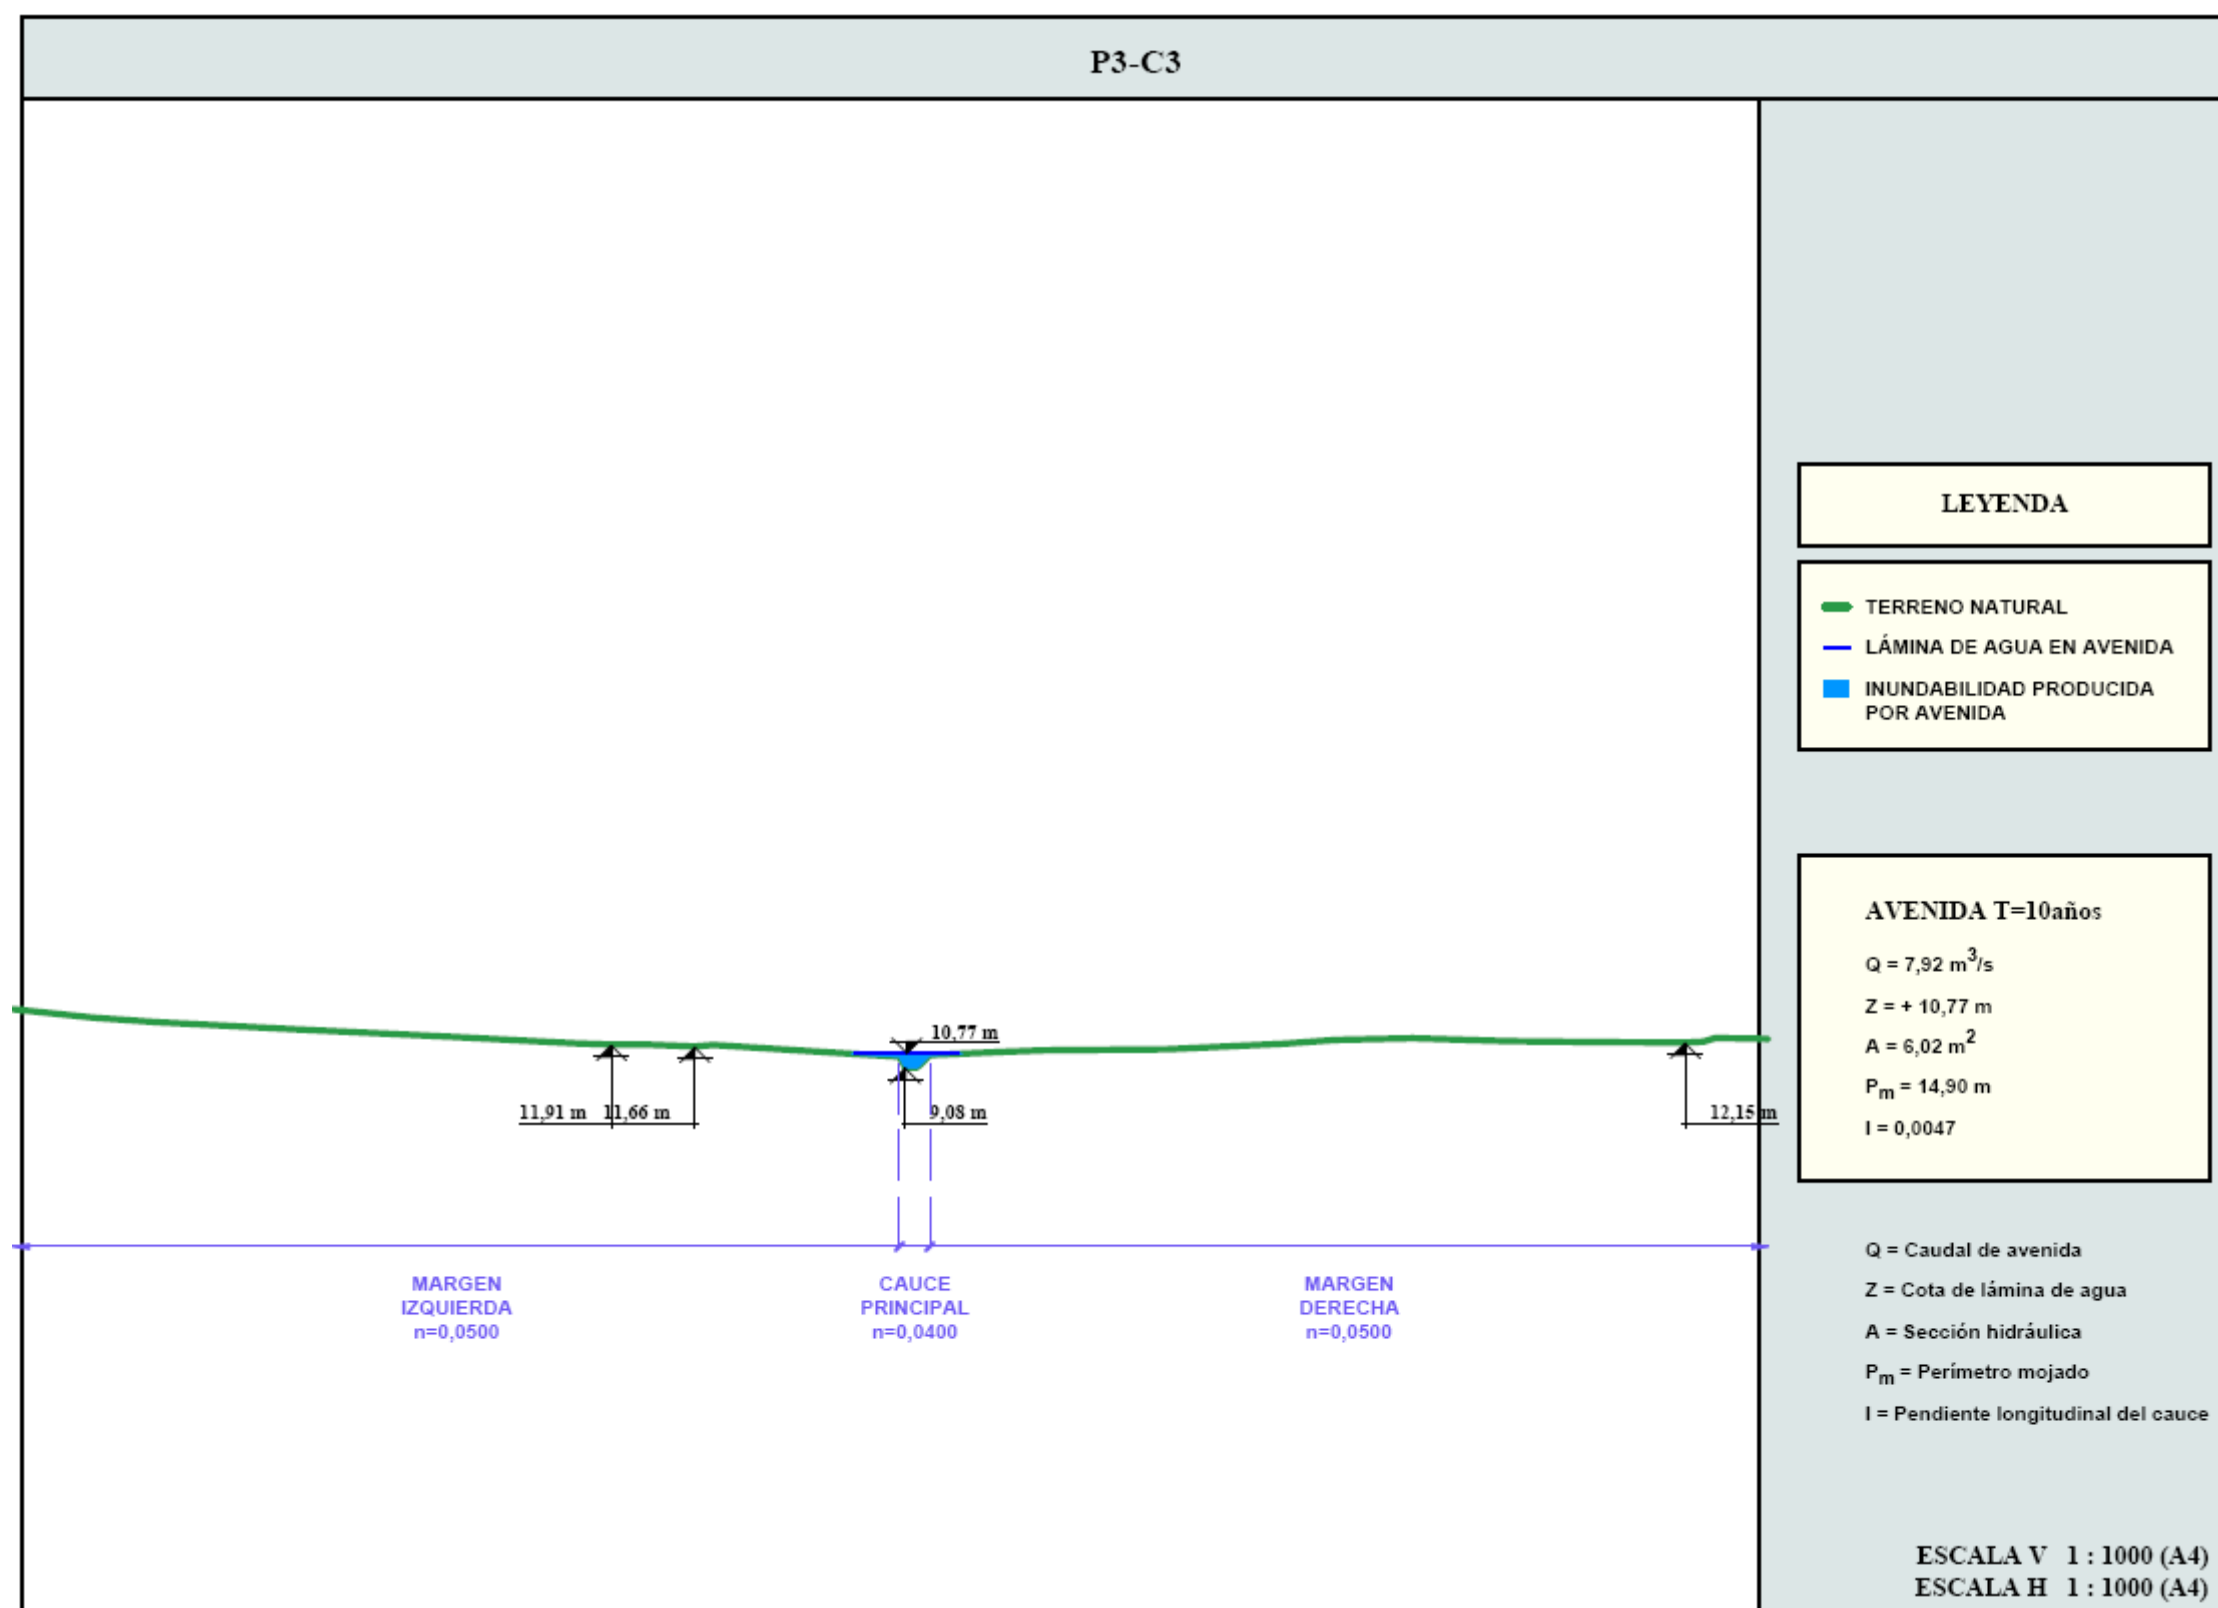 P3-C3
LEYENDA
TERRENO NATURAL
LÁMINA DE AGUA EN AVENIDA
INUNDABILIDAD PRODUCIDA
POR AVENIDA
10,77 m
11,91 m
11,66 m
9,08 m
12,15 m
AVENIDA T=10años
Q = 7,92 m³/s
Z = + 10,77 m
A = 6,02 m²
Pm = 14,90 m
I = 0,0047
MARGEN
IZQUIERDA
n=0,0500
CAUCE
PRINCIPAL
n=0,0400
MARGEN
DERECHA
n=0,0500
Q = Caudal de avenida
Z = Cota de lámina de agua
A = Sección hidráulica
Pm = Perímetro mojado
I = Pendiente longitudinal del cauce
ESCALA V 1 : 1000 (A4)
ESCALA H 1 : 1000 (A4)